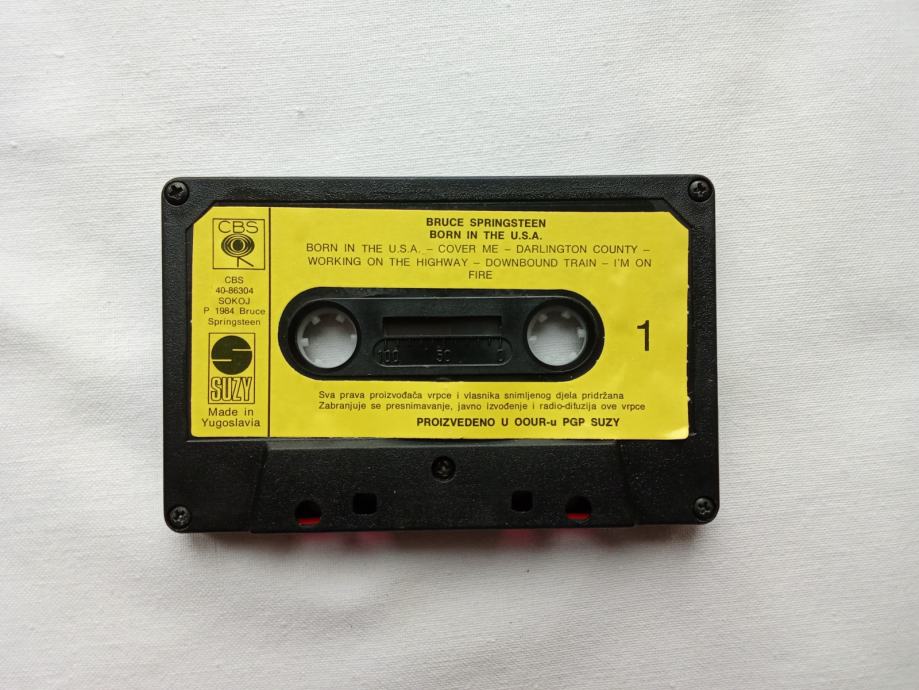 CBS
CBS
40-86304
SOKOJ
P 1984 Bruce
Springsteen
SUZY
Made in
Yugoslavia
BRUCE SPRINGSTEEN
BORN IN THE U.S.A.
BORN IN THE U.S.A. – COVER ME – DARLINGTON COUNTY –
WORKING ON THE HIGHWAY – DOWNBOUND TRAIN – I'M ON
FIRE
100 50 0
1
Sva prava proizvođača vrpce i vlasnika snimljenog djela pridržana
Zabranjuje se presnimavanje, javno izvođenje i radio-difuzija ove vrpce
PROIZVEDENO U OOUR-u PGP SUZY